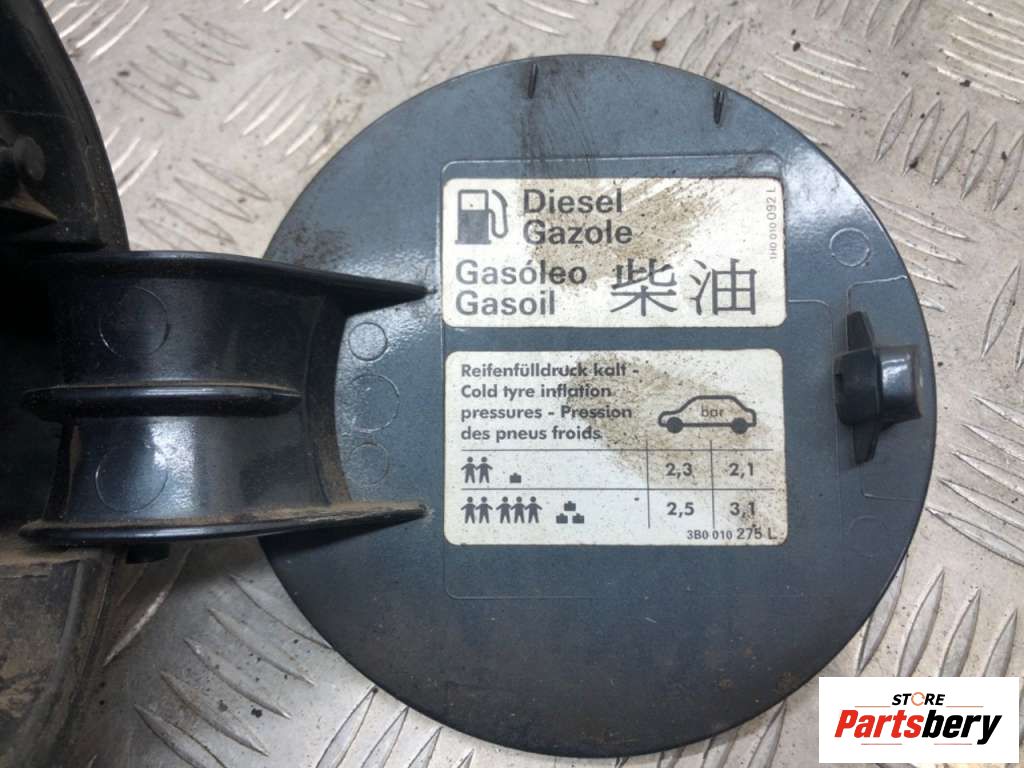 Diesel
Gazole
Gasóleo
Gasoil
柴油
1H0 010 092 L
Reifenfülldruck kalt -
Cold tyre inflation
pressures - Pression
des pneus froids
bar
2,3 2,1
2,5 3,1
3B0 010 275 L
STORE
Partsbery